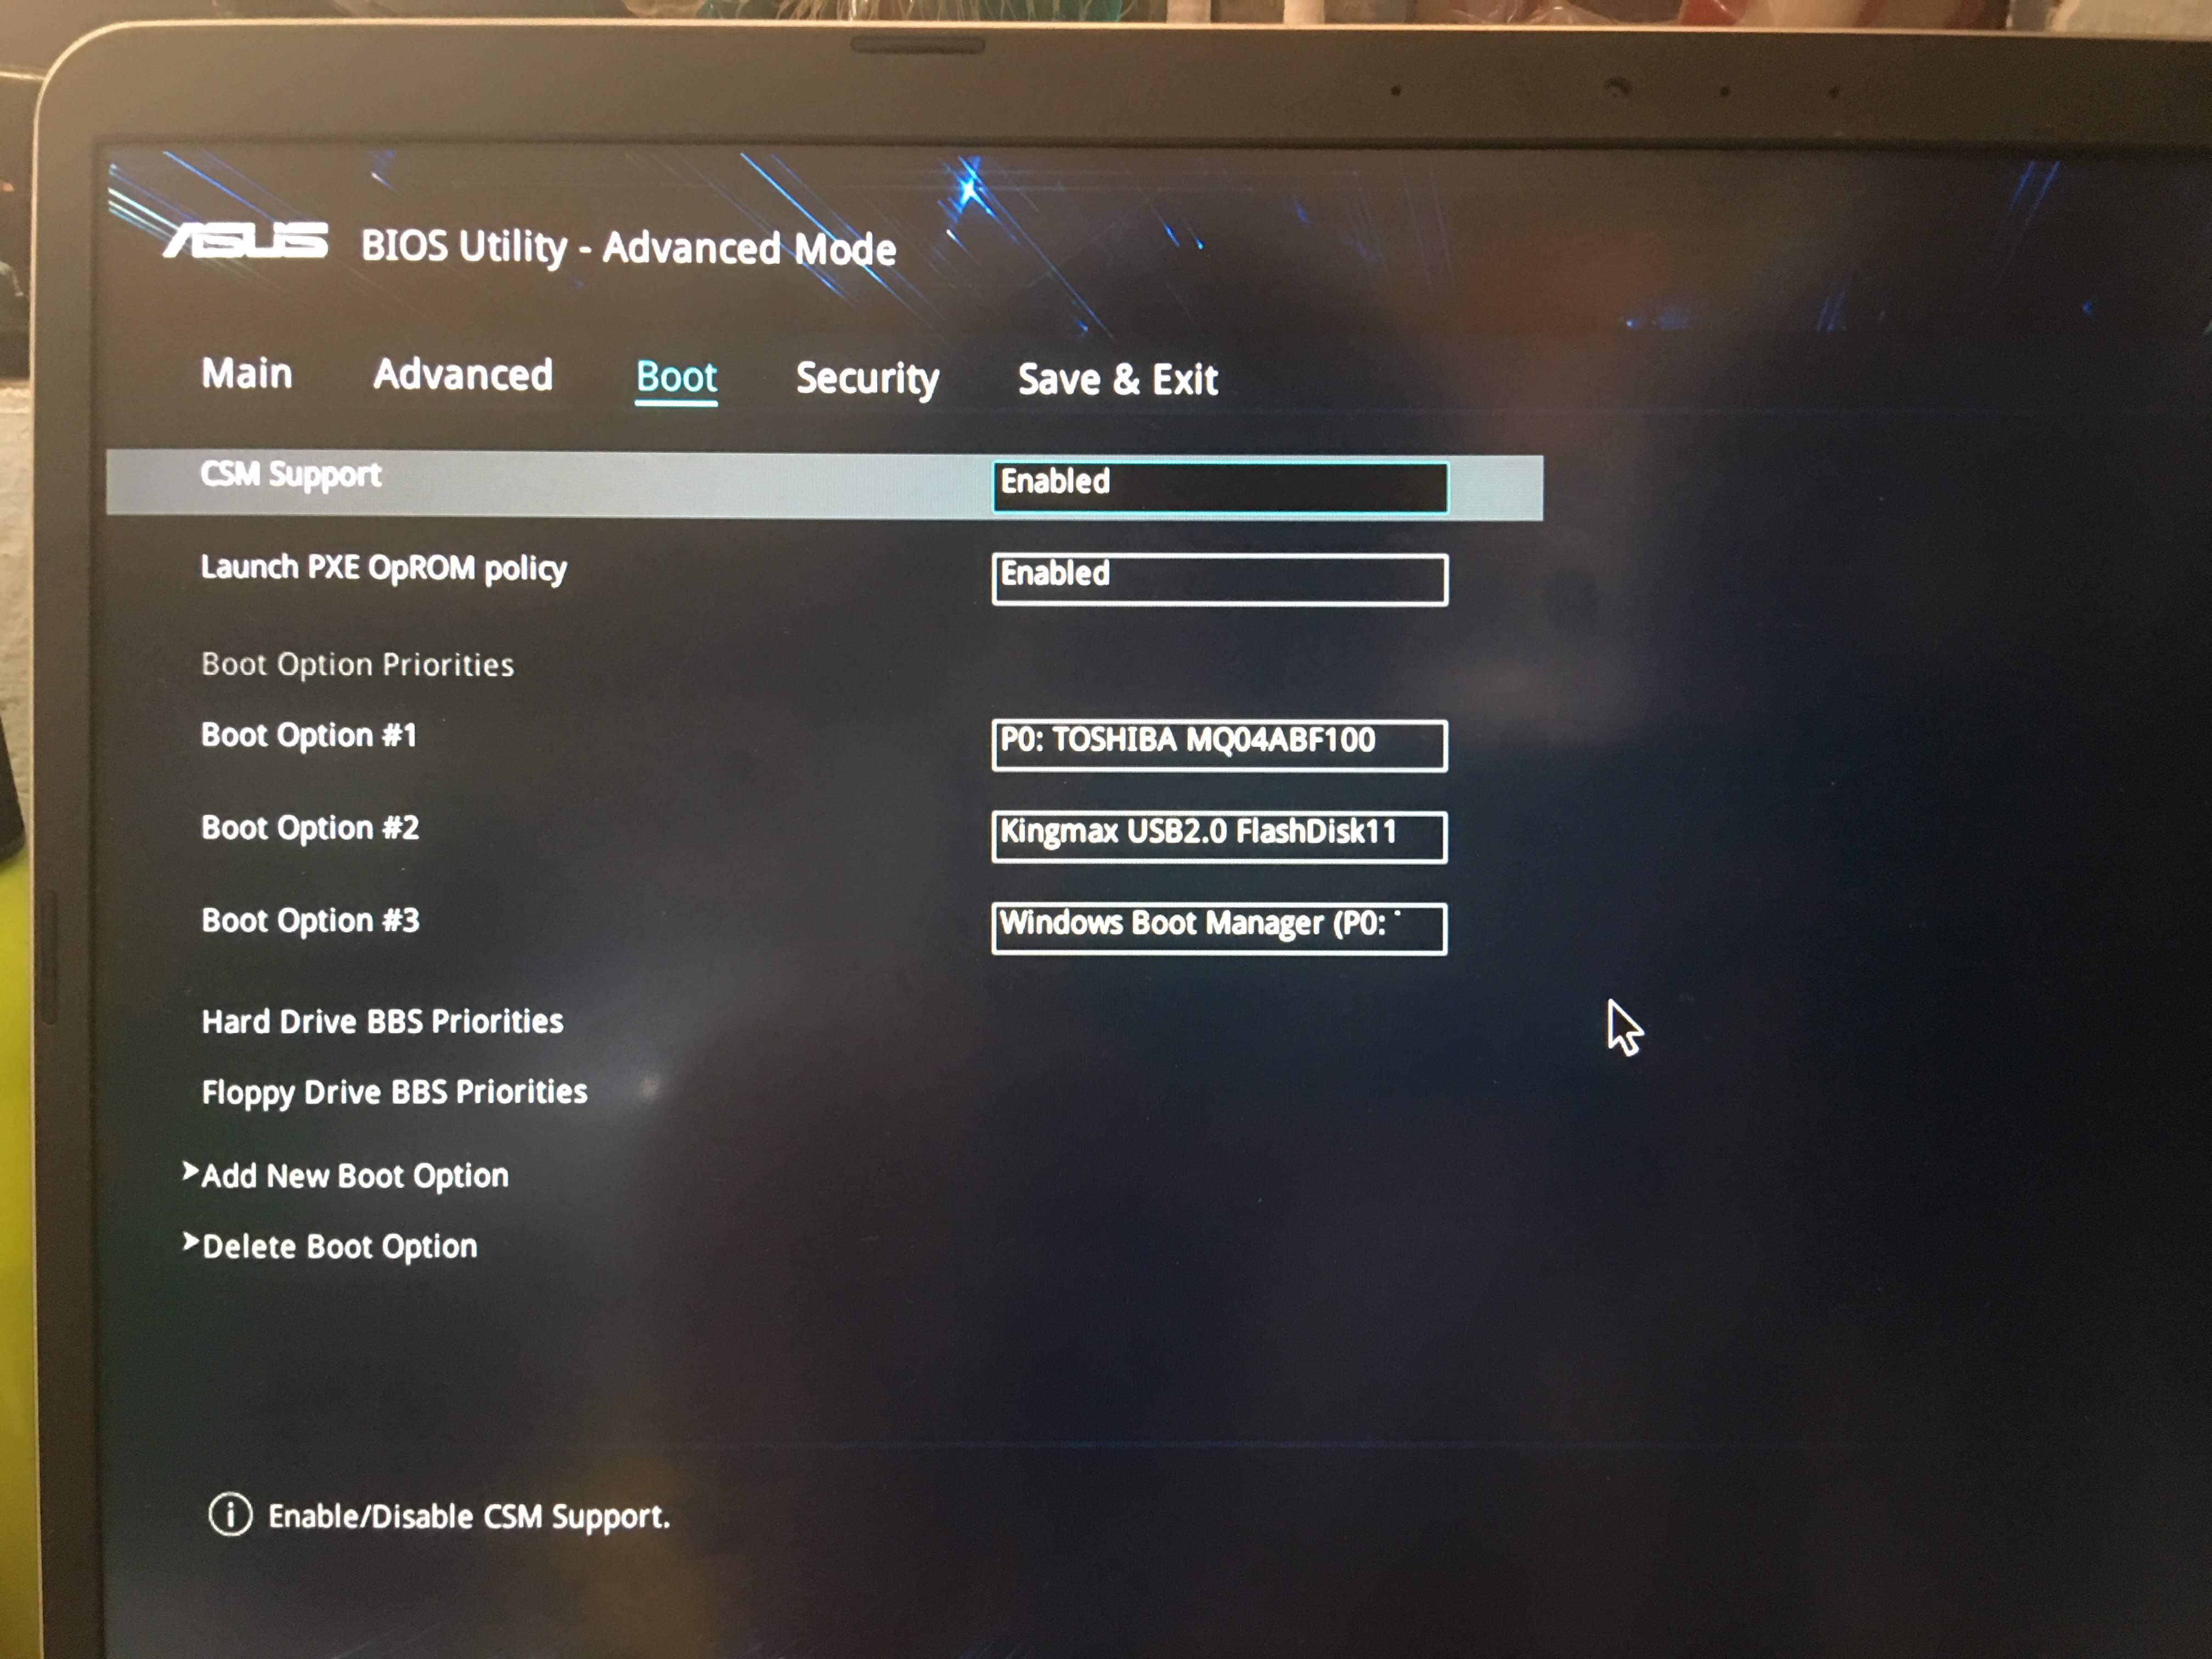 ASUS BIOS Utility - Advanced Mode
Main Advanced Boot Security Save & Exit
CSM Support Enabled
Launch PXE OpROM policy Enabled
Boot Option Priorities
Boot Option #1 P0: TOSHIBA MQ04ABF100
Boot Option #2 Kingmax USB2.0 FlashDisk11
Boot Option #3 Windows Boot Manager (P0:
Hard Drive BBS Priorities
Floppy Drive BBS Priorities
Add New Boot Option
Delete Boot Option
Enable/Disable CSM Support.